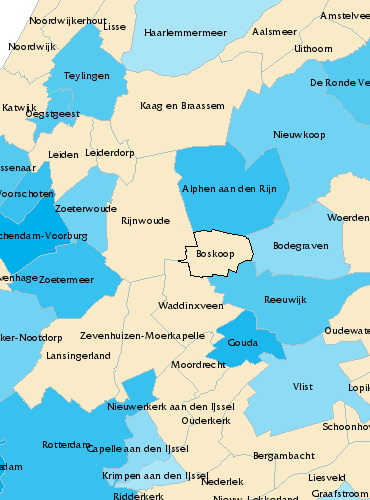 Noordwijkerhout
Amstelvee
Lisse
Haarlemmermeer
Aalsmeer
Noordwijk
Uithoorn
Teylingen
De Ronde Ve
Katwijk
Kaag en Braassem
Oegstgeest
Nieuwkoop
Leiden
Leiderdorp
ssenaar
Voorschoten
Alphen aan den Rijn
Zoeterwoude
Rijnwoude
Woerden
chendam-Voorburg
Bodegraven
Boskoop
venhage
Zoetermeer
Reeuwijk
Waddinxveen
Oudewate
ker-Nootdorp
Zevenhuizen-Moerkapelle
Gouda
Lansingerland
Moordrecht
Vlist
Lopik
Nieuwerkerk aan den IJssel
Ouderkerk
Schoonhov
Rotterdam
Capelle aan den IJssel
Bergambacht
edam
Krimpen aan den IJssel
Nederlek
Liesveld
Ridderkerk
Nieuw-Lekkerland
Graafstroom